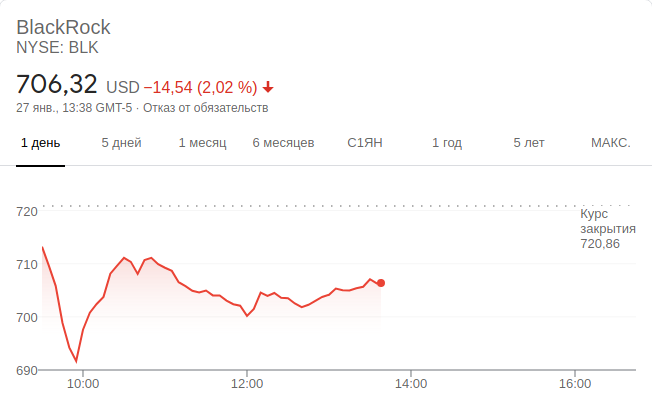 BlackRock
NYSE: BLK
706,32 USD −14,54 (2,02 %)
27 янв., 13:38 GMT-5 · Отказ от обязательств
1 день 5 дней 1 месяц 6 месяцев С1ЯН 1 год 5 лет МАКС.
720
Курс
закрытия
720,86
710
700
690
10:00 12:00 14:00 16:00